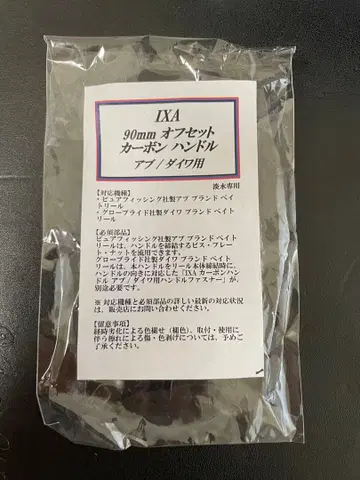 IXA
90mm オフセット
カーボン ハンドル
アブ / ダイワ用
淡水専用
【対応機種】
・ピュアフィッシング社製アブ ブランド ベイ
トリール
・グローブライド社製ダイワ ブランド ベイト
リール
【必須部品】
ピュアフィッシング社製アブ ブランド ベイト
リールは、ハンドルを締結するビス・プレー
ト・ナットを流用できます。
グローブライド社製ダイワ ブランド ベイト
リールは、本ハンドルをリール本体締結時に、
ハンドルの向きに対応した「IXA カーボンハン
ドル アブ / ダイワ用ハンドルファスナー」が、
別途必要です。
※ 対応機種と必須部品の詳しい最新の対応状況
は、販売店にお問い合わせください。
【留意事項】
経時劣化による色褪せ（褪色）、取付・使用に
伴う擦れによる傷・色剥げについては、予めご
了承ください。